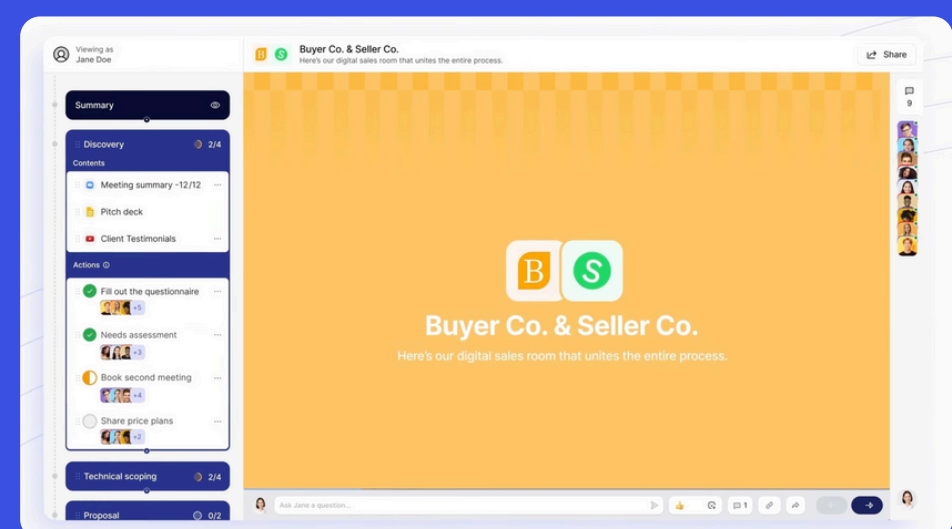 Viewing as
Jane Doe
B S Buyer Co. & Seller Co.
Here's our digital sales room that unites the entire process.
Share
9
Summary
Discovery 2/4
Contents
Meeting summary -12/12
Pitch deck
Client Testimonials
Actions
Fill out the questionnaire
+5
Needs assessment
+3
Book second meeting
+4
Share price plans
+2
Technical scoping 2/4
Proposal 0/2
B S
Buyer Co. & Seller Co.
Here's our digital sales room that unites the entire process.
Ask Jane a question...
1